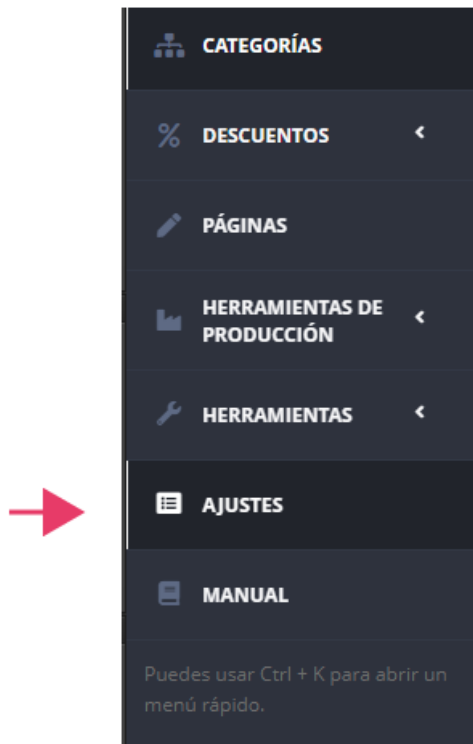 CATEGORÍAS
DESCUENTOS
PÁGINAS
HERRAMIENTAS DE
PRODUCCIÓN
HERRAMIENTAS
AJUSTES
MANUAL
Puedes usar Ctrl + K para abrir un
menú rápido.